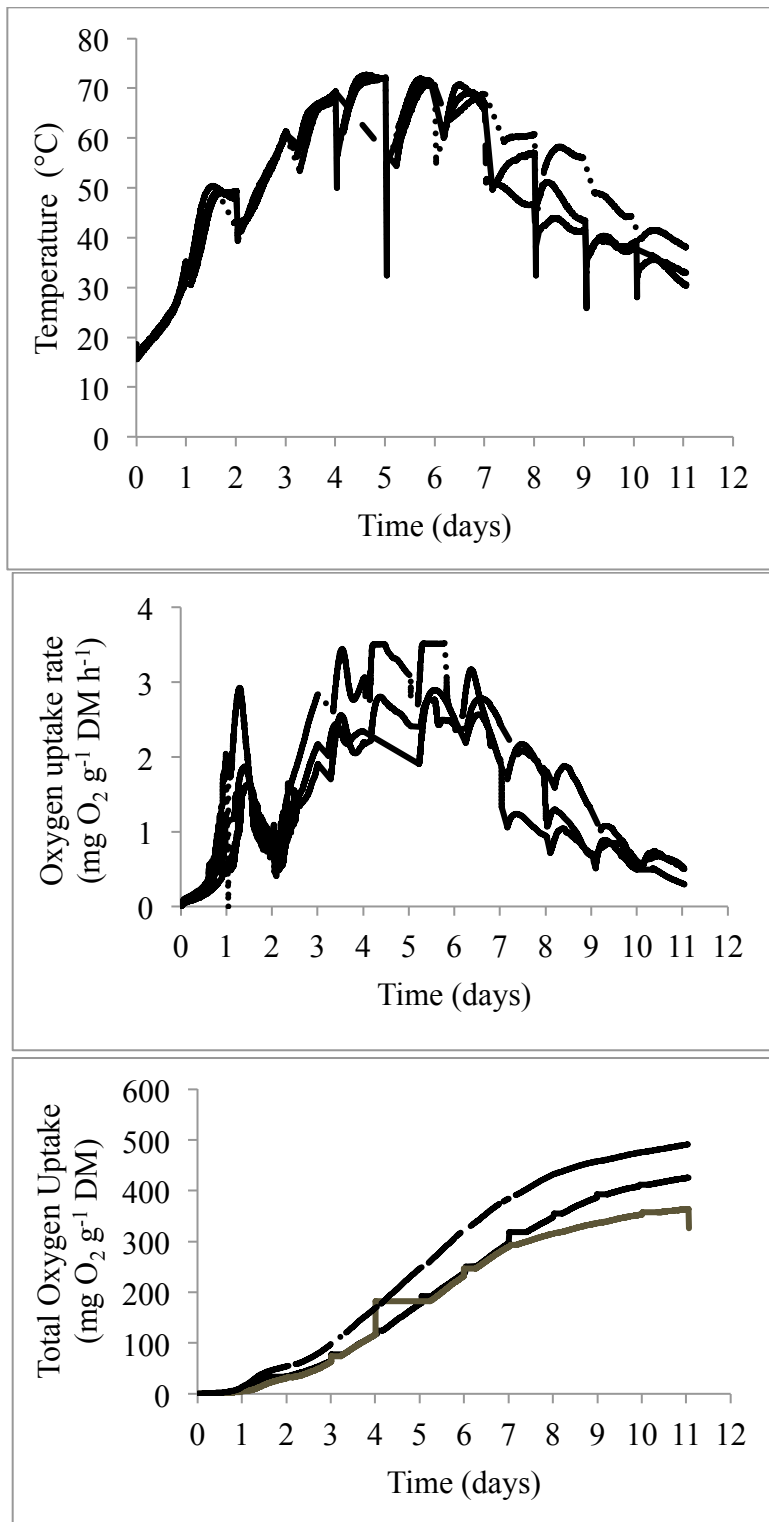 80
70
60
50
40
30
20
10
0
Temperature (°C)
0 1 2 3 4 5 6 7 8 9 10 11 12
Time (days)
4
3
2
1
0
Oxygen uptake rate
(mg O₂ g⁻¹ DM h⁻¹)
0 1 2 3 4 5 6 7 8 9 10 11 12
Time (days)
600
500
400
300
200
100
0
Total Oxygen Uptake
(mg O₂ g⁻¹ DM)
0 1 2 3 4 5 6 7 8 9 10 11 12
Time (days)